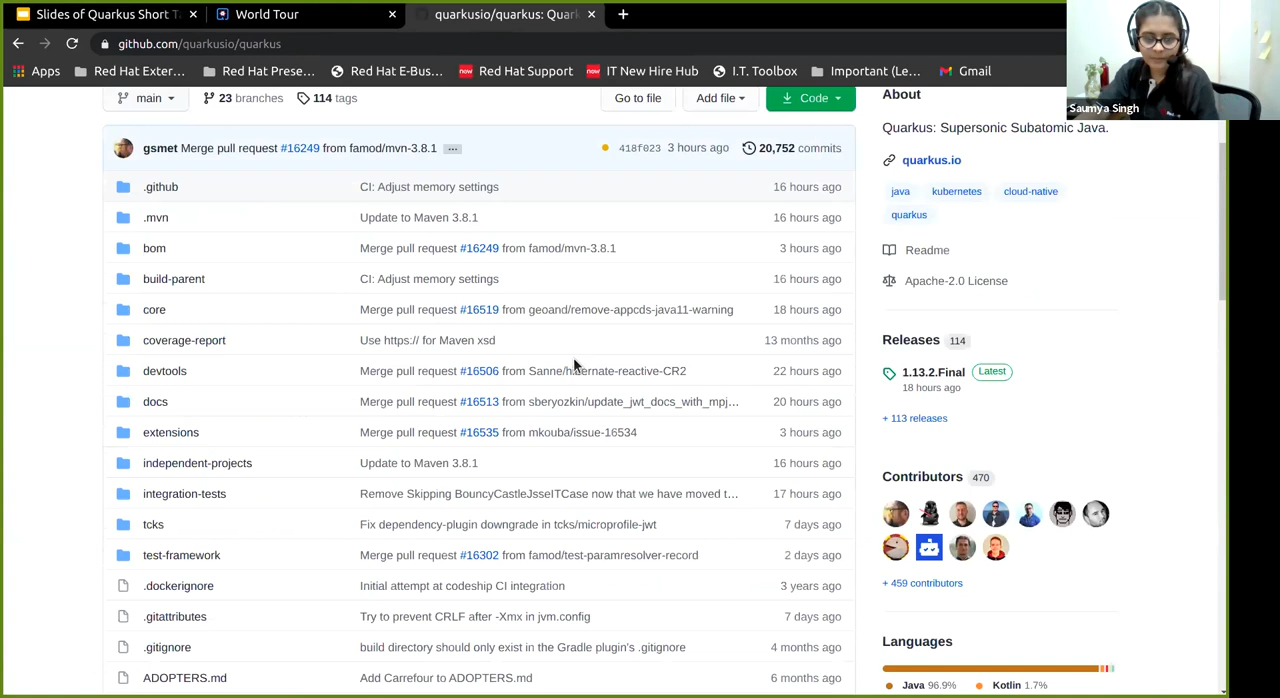 Slides of Quarkus Short T
World Tour
quarkusio/quarkus: Quark
github.com/quarkusio/quarkus
Apps
Red Hat Exter...
Red Hat Prese...
Red Hat E-Bus...
now Red Hat Support
now IT New Hire Hub
I.T. Toolbox
Important (Le...
Gmail
Saumya Singh
main
23 branches
114 tags
Go to file
Add file
Code
gsmet Merge pull request #16249 from famod/mvn-3.8.1 ...
418f023 3 hours ago
20,752 commits
.github CI: Adjust memory settings 16 hours ago
.mvn Update to Maven 3.8.1 16 hours ago
bom Merge pull request #16249 from famod/mvn-3.8.1 3 hours ago
build-parent CI: Adjust memory settings 16 hours ago
core Merge pull request #16519 from geoand/remove-appcds-java11-warning 18 hours ago
coverage-report Use https:// for Maven xsd 13 months ago
devtools Merge pull request #16506 from Sanne/hibernate-reactive-CR2 22 hours ago
docs Merge pull request #16513 from sberyozkin/update_jwt_docs_with_mpj... 20 hours ago
extensions Merge pull request #16535 from mkouba/issue-16534 3 hours ago
independent-projects Update to Maven 3.8.1 16 hours ago
integration-tests Remove Skipping BouncyCastleJsseITCase now that we have moved t... 17 hours ago
tcks Fix dependency-plugin downgrade in tcks/microprofile-jwt 7 days ago
test-framework Merge pull request #16302 from famod/test-paramresolver-record 2 days ago
.dockerignore Initial attempt at codeship CI integration 3 years ago
.gitattributes Try to prevent CRLF after -Xmx in jvm.config 7 days ago
.gitignore build directory should only exist in the Gradle plugin's .gitignore 4 months ago
ADOPTERS.md Add Carrefour to ADOPTERS.md 6 months ago
About
Quarkus: Supersonic Subatomic Java.
quarkus.io
java kubernetes cloud-native
quarkus
Readme
Apache-2.0 License
Releases 114
1.13.2.Final Latest
18 hours ago
+ 113 releases
Contributors 470
+ 459 contributors
Languages
Java 96.9% Kotlin 1.7%